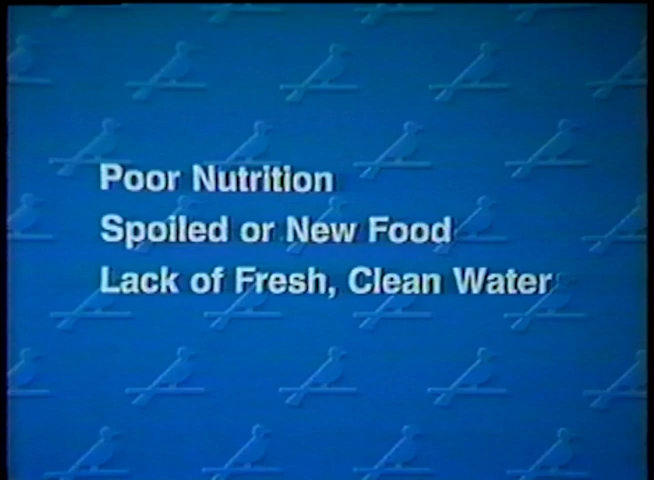 Poor Nutrition
Spoiled or New Food
Lack of Fresh, Clean Water